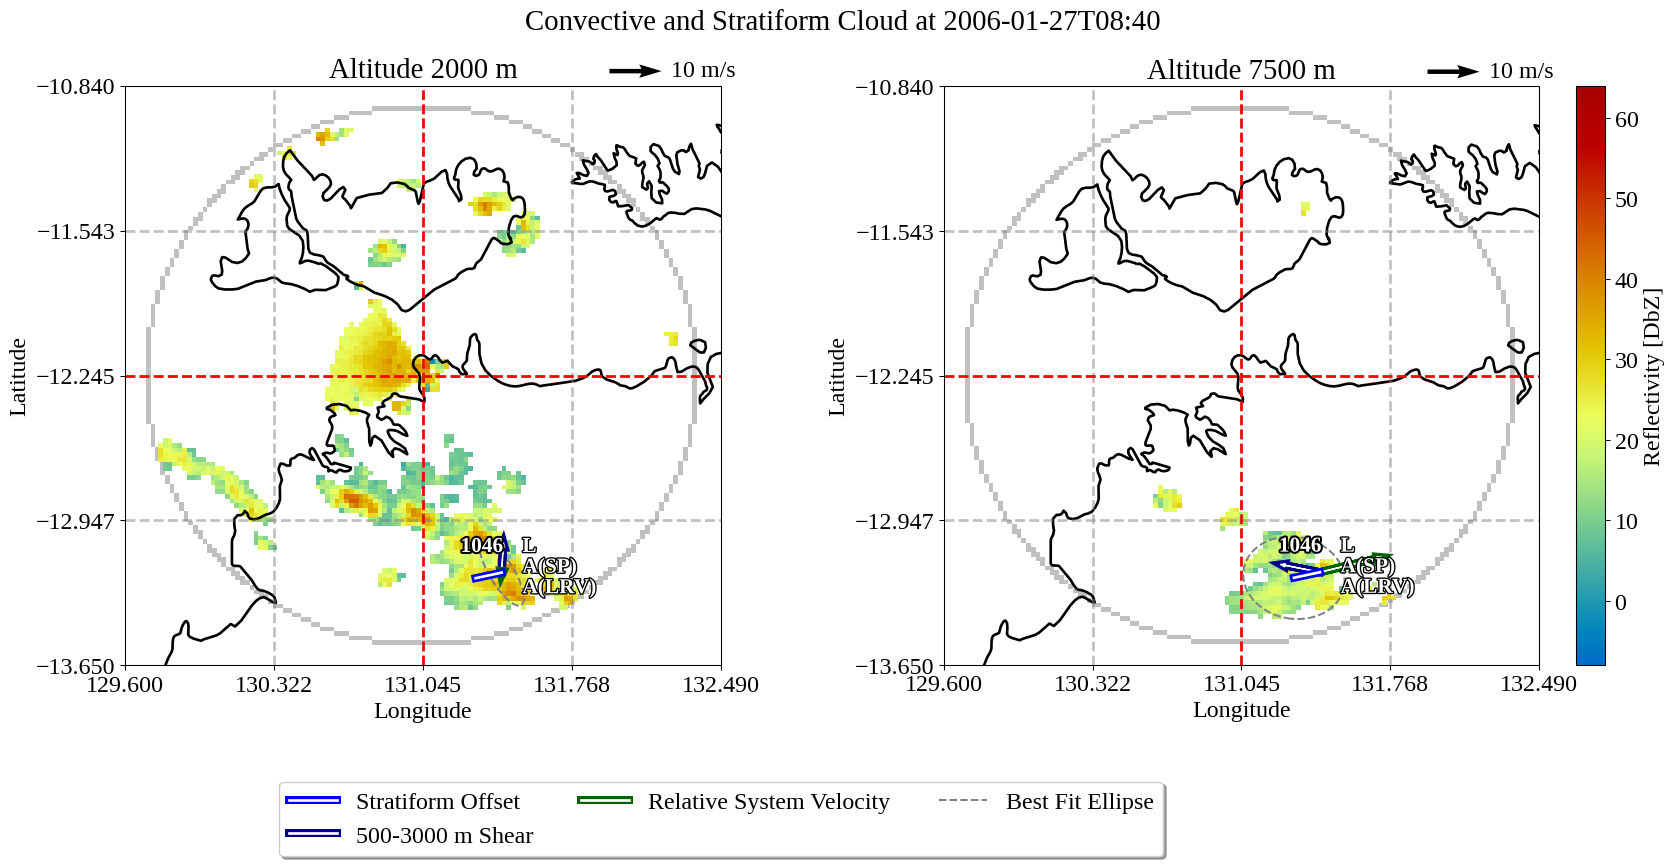 Convective and Stratiform Cloud at 2006-01-27T08:40
Altitude 2000 m
10 m/s
−10.840
−11.543
−12.245
−12.947
−13.650
Latitude
1046
L
A(SP)
A(LRV)
129.600
130.322
131.045
131.768
132.490
Longitude
Altitude 7500 m
10 m/s
−10.840
−11.543
−12.245
−12.947
−13.650
Latitude
1046
L
A(SP)
A(LRV)
129.600
130.322
131.045
131.768
132.490
Longitude
60
50
40
30
20
10
0
Reflectivity [DbZ]
Stratiform Offset
500-3000 m Shear
Relative System Velocity
Best Fit Ellipse